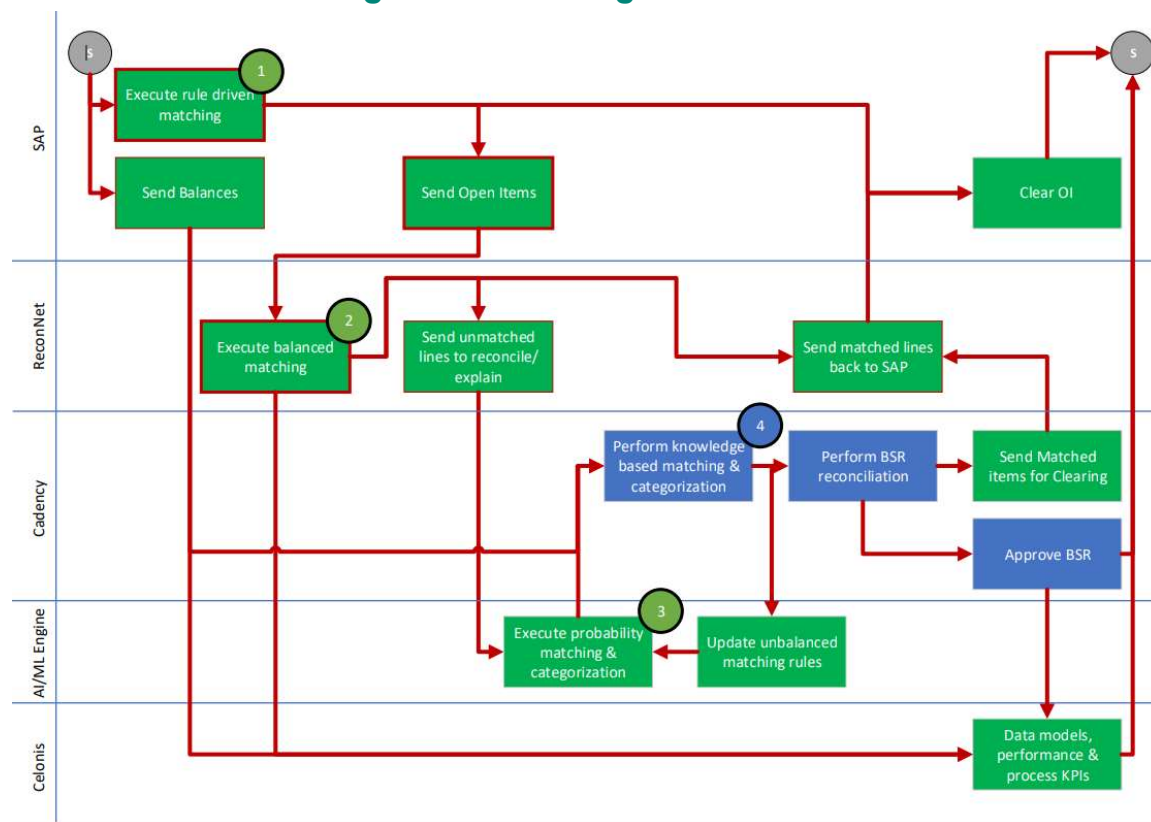 s
s
1
Execute rule driven
matching
SAP
Send Balances
Send Open Items
Clear OI
ReconNet
2
Execute balanced
matching
Send unmatched
lines to reconcile/
explain
Send matched lines
back to SAP
Cadency
4
Perform knowledge
based matching &
categorization
Perform BSR
reconciliation
Send Matched
items for Clearing
Approve BSR
AI/ML Engine
3
Execute probability
matching &
categorization
Update unbalanced
matching rules
Celonis
Data models,
performance &
process KPIs